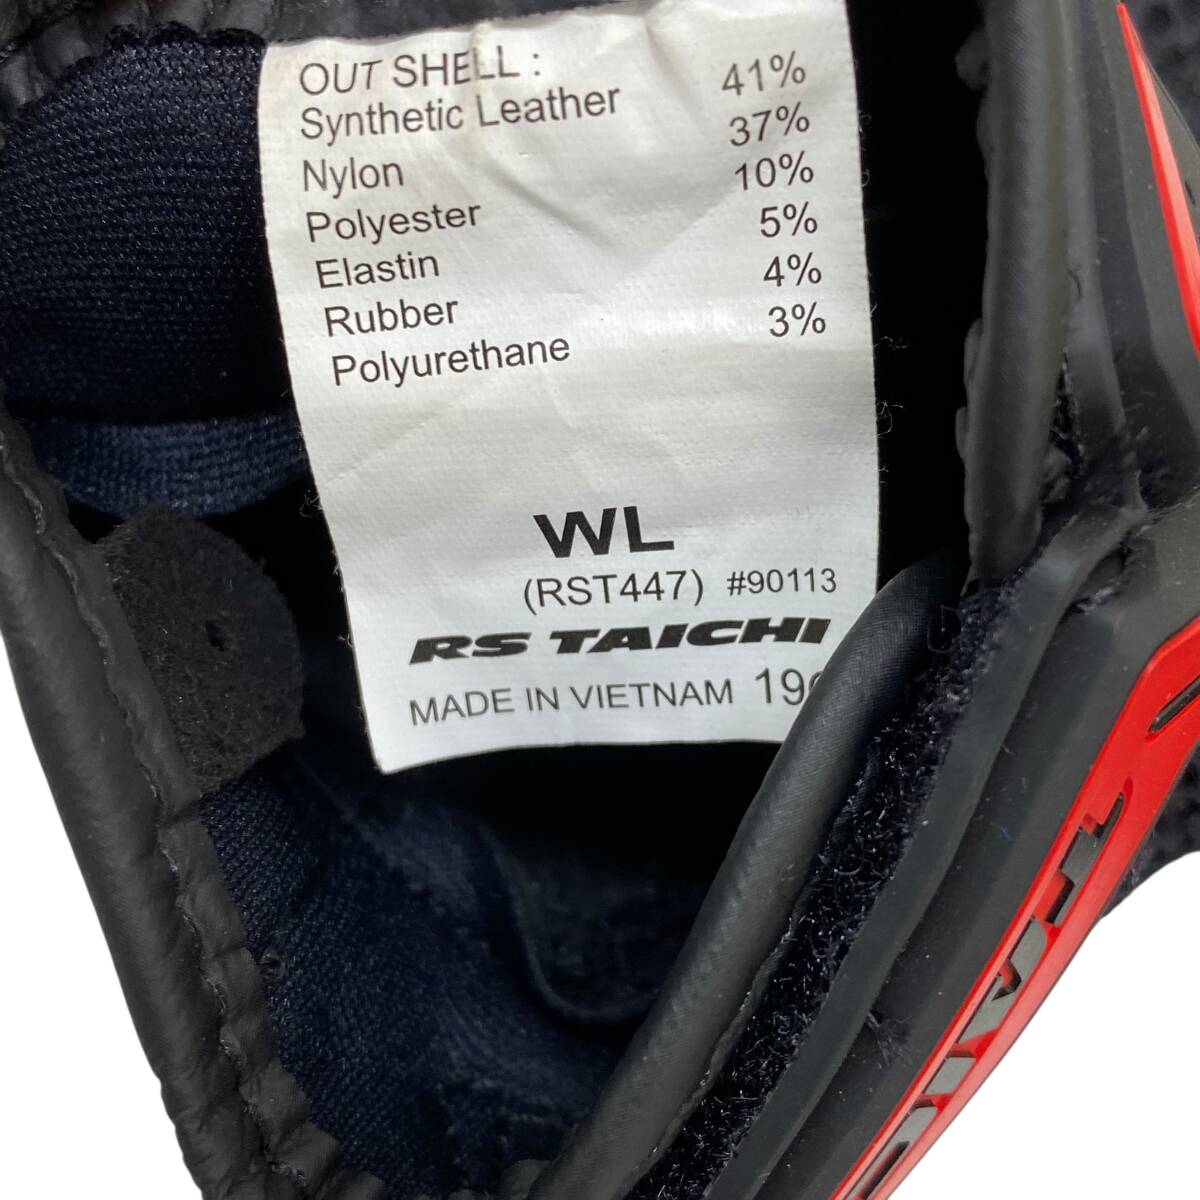 OUT SHELL :
Synthetic Leather 41%
Nylon 37%
Polyester 10%
Elastin 5%
Rubber 4%
Polyurethane 3%
WL
(RST447) #90113
RS TAICHI
MADE IN VIETNAM
TAICHI